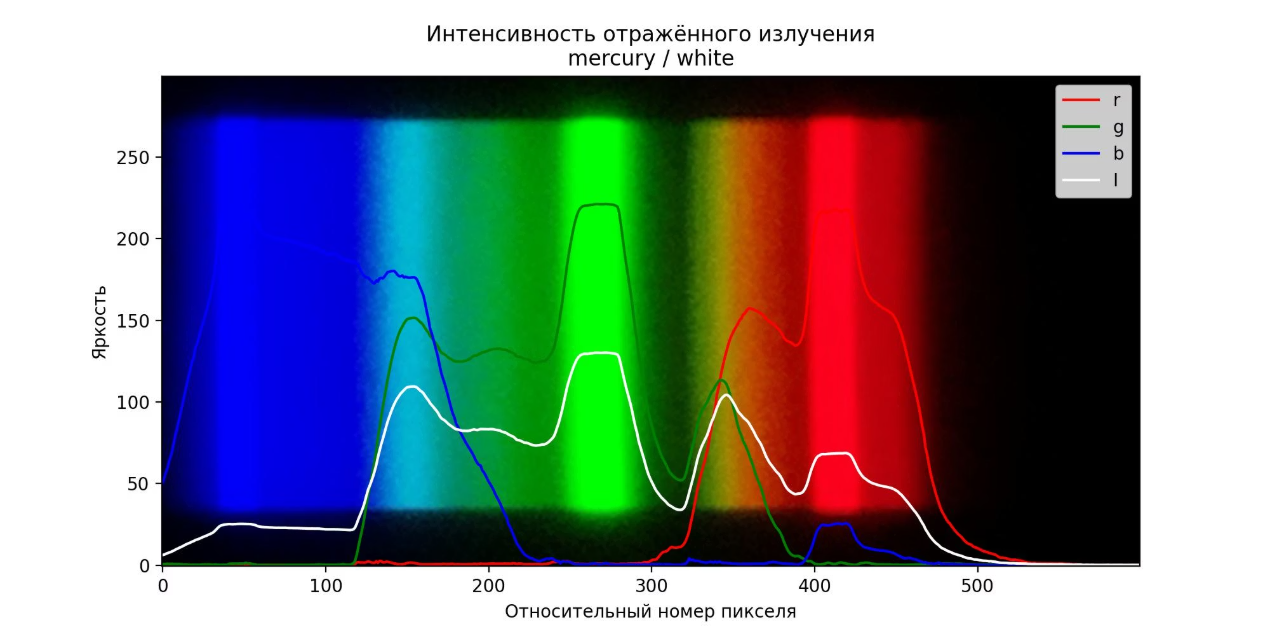 Интенсивность отражённого излучения
mercury / white
r
g
b
l
250
200
150
100
50
0
Яркость
0 100 200 300 400 500
Относительный номер пикселя